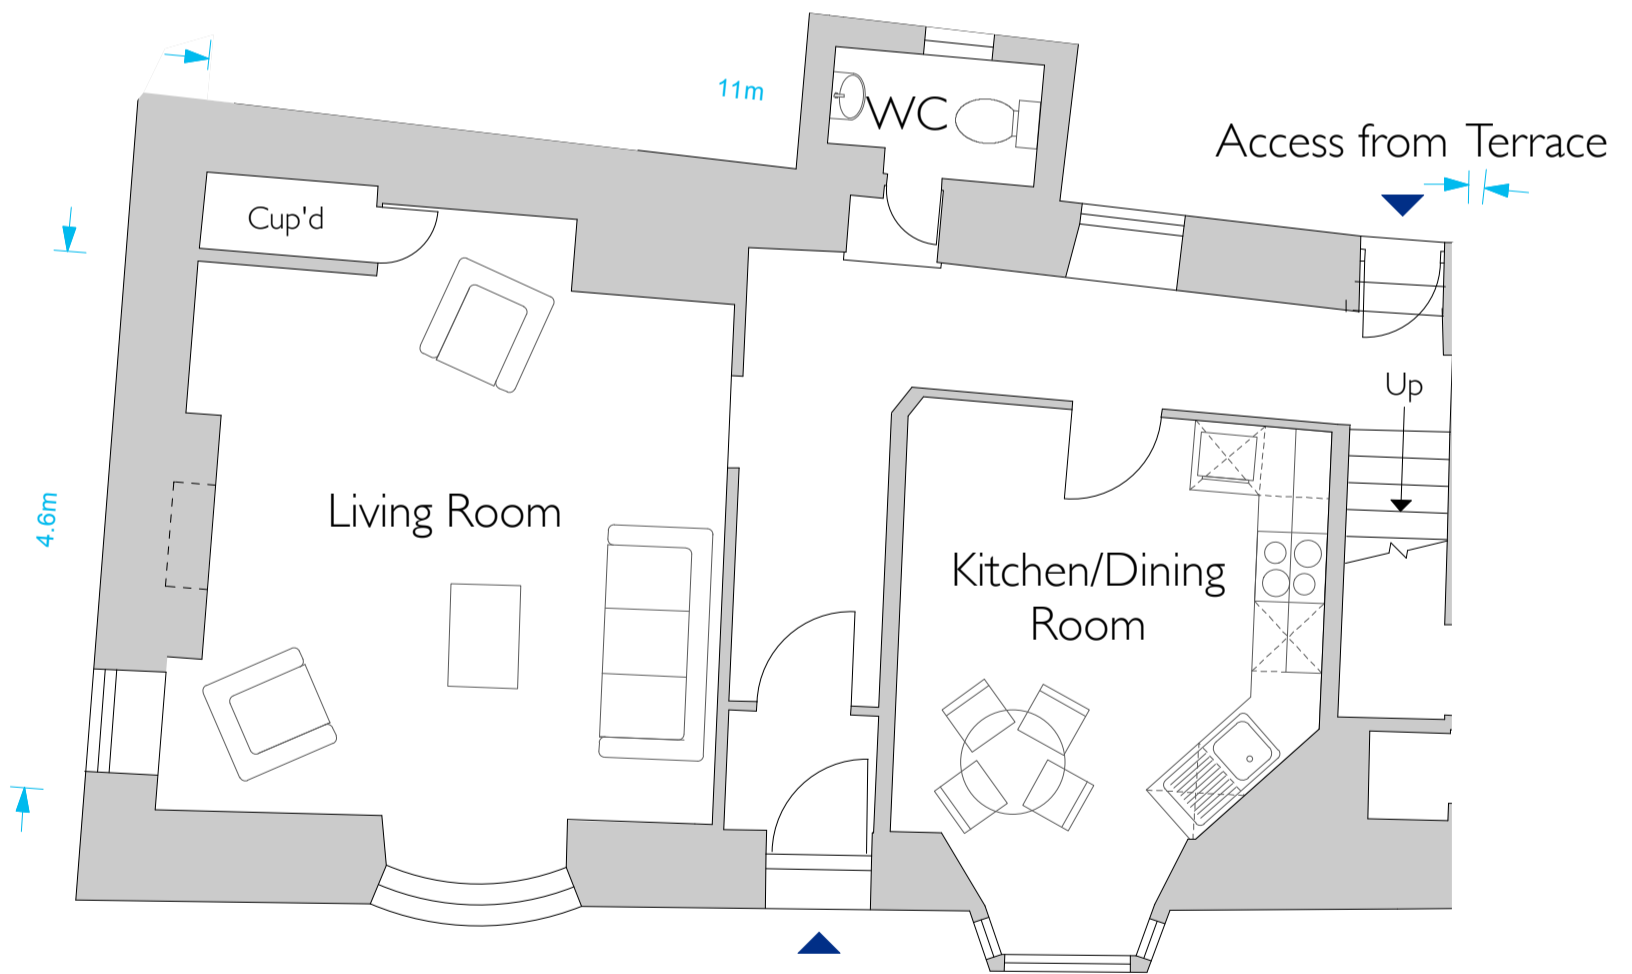 11m
WC
Access from Terrace
Cup'd
Up
4.6m
Living Room
Kitchen/Dining
Room